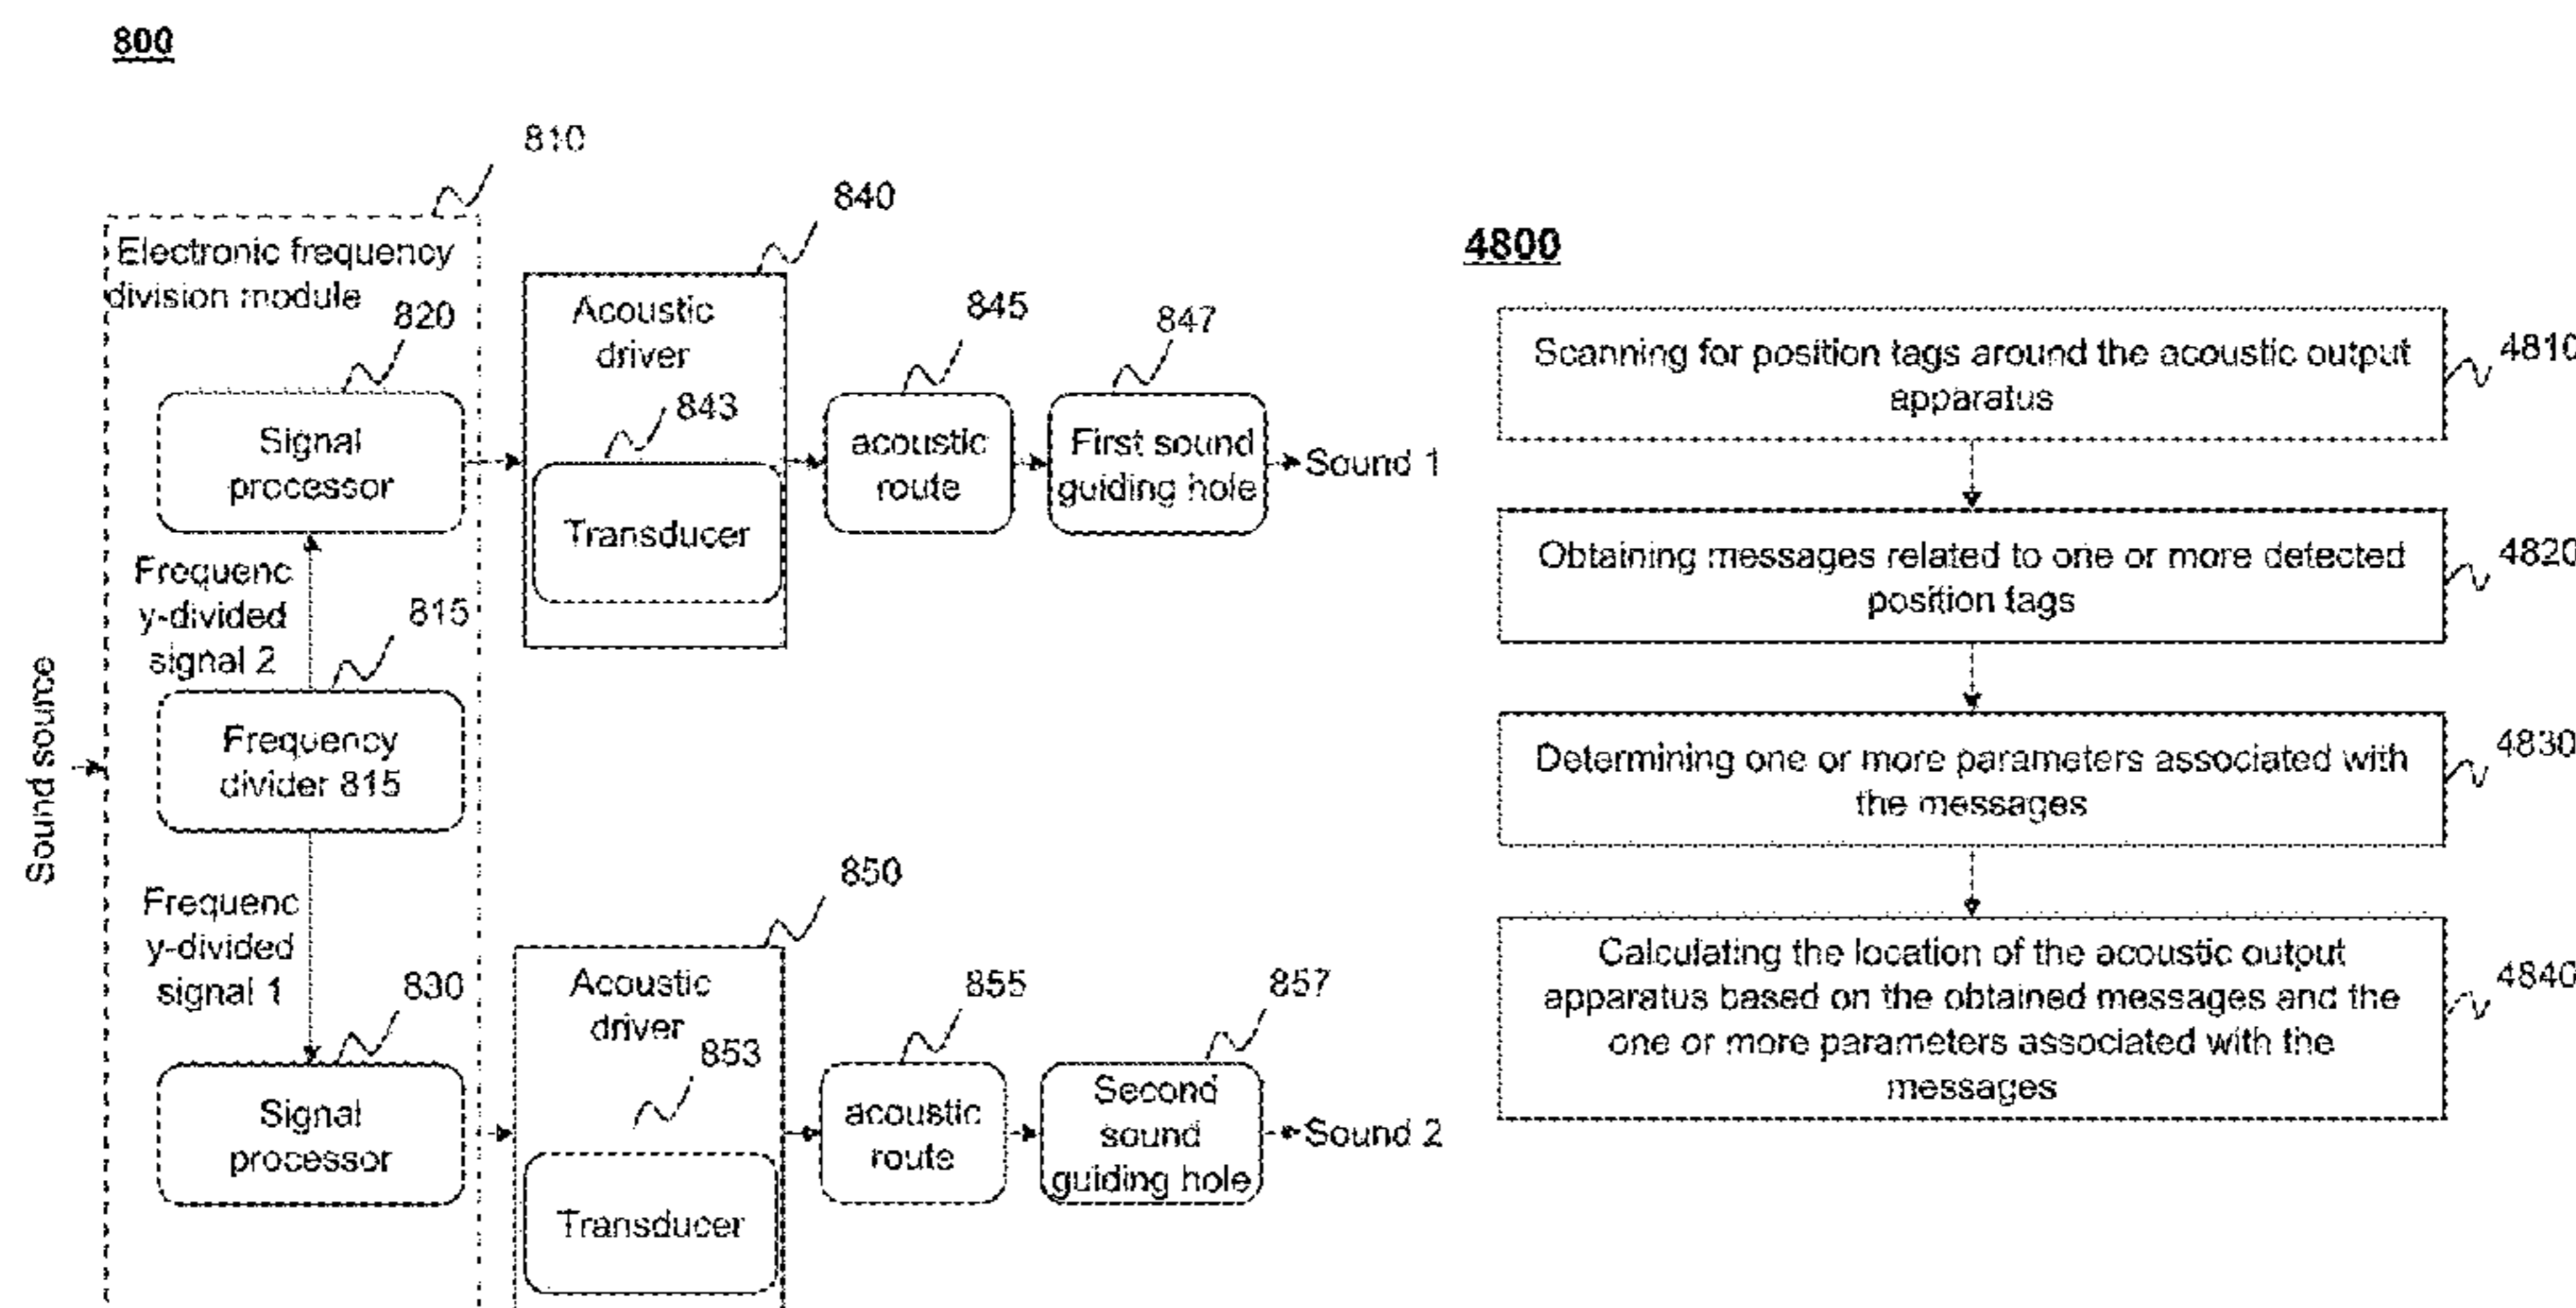 800
810
Electronic frequency
division module
820
Signal
processor
Frequenc
y-divided
signal 2
815
Sound source
Frequency
divider 815
Frequenc
y-divided
signal 1
830
Signal
processor
840
Acoustic
driver
843
Transducer
845
acoustic
route
847
First sound
guiding hole
Sound 1
850
Acoustic
driver
853
Transducer
855
acoustic
route
857
Second
sound
guiding hole
Sound 2
4800
Scanning for position tags around the acoustic output
apparatus
4810
Obtaining messages related to one or more detected
position tags
4820
Determining one or more parameters associated with
the messages
4830
Calculating the location of the acoustic output
apparatus based on the obtained messages and the
one or more parameters associated with the
messages
4840